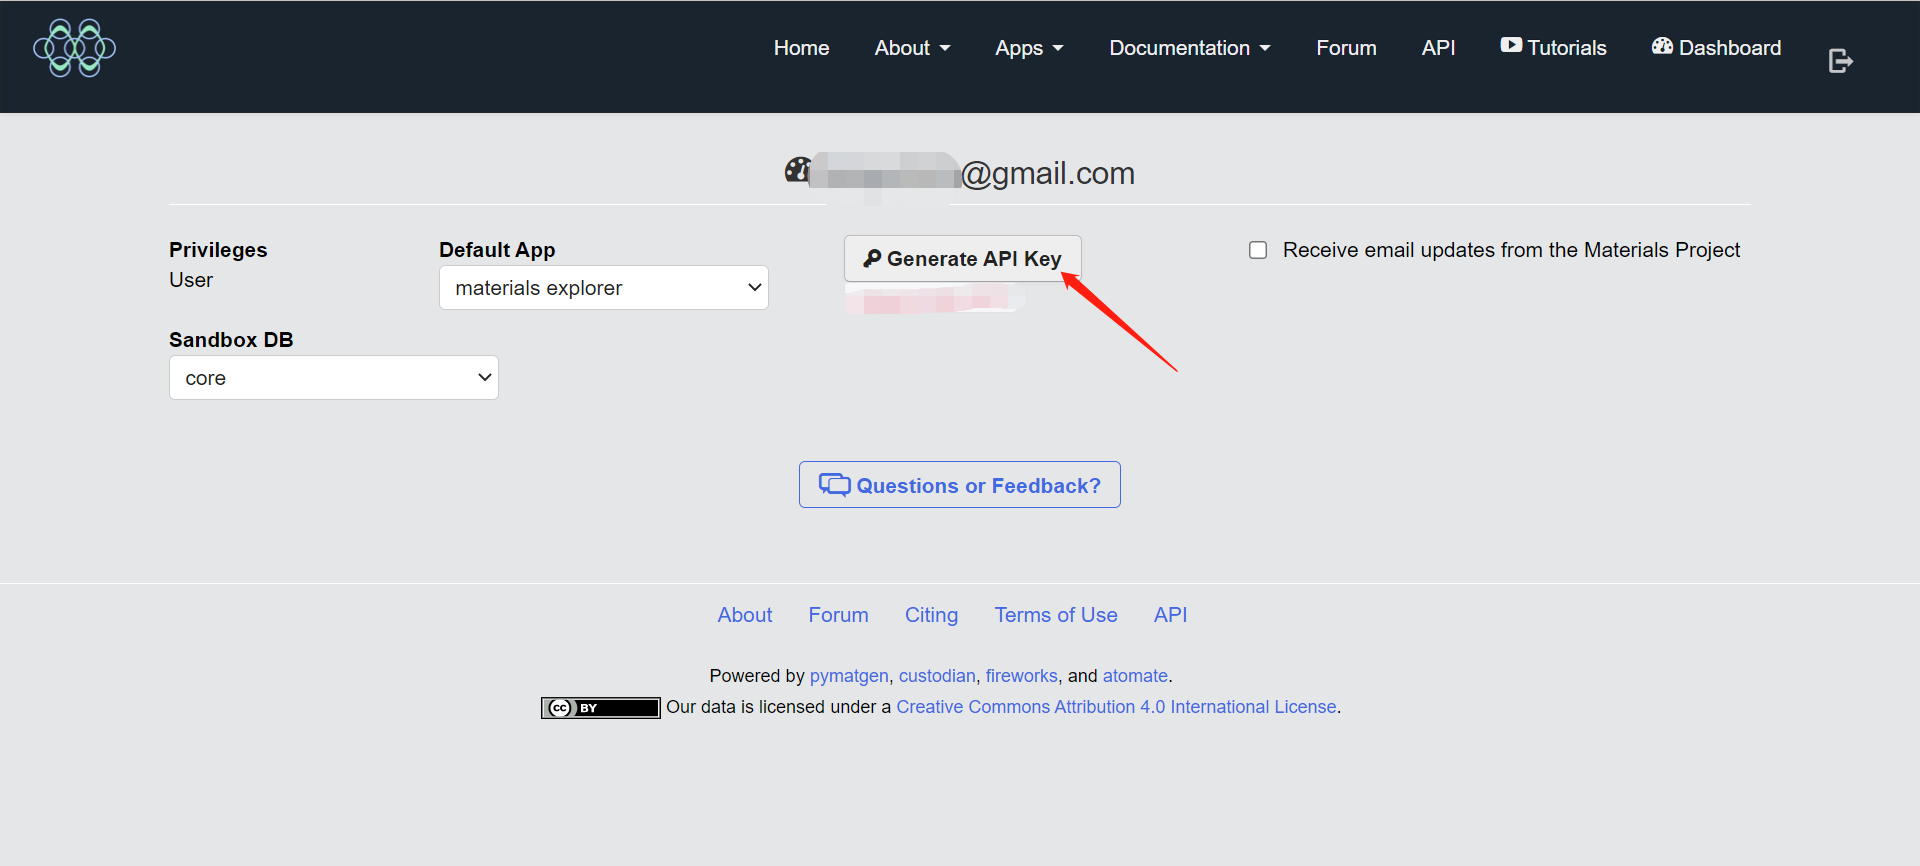 Home About Apps Documentation Forum API Tutorials Dashboard
@gmail.com
Privileges
User
Default App
materials explorer
Generate API Key
Receive email updates from the Materials Project
Sandbox DB
core
Questions or Feedback?
About Forum Citing Terms of Use API
Powered by pymatgen, custodian, fireworks, and atomate.
cc BY Our data is licensed under a Creative Commons Attribution 4.0 International License.